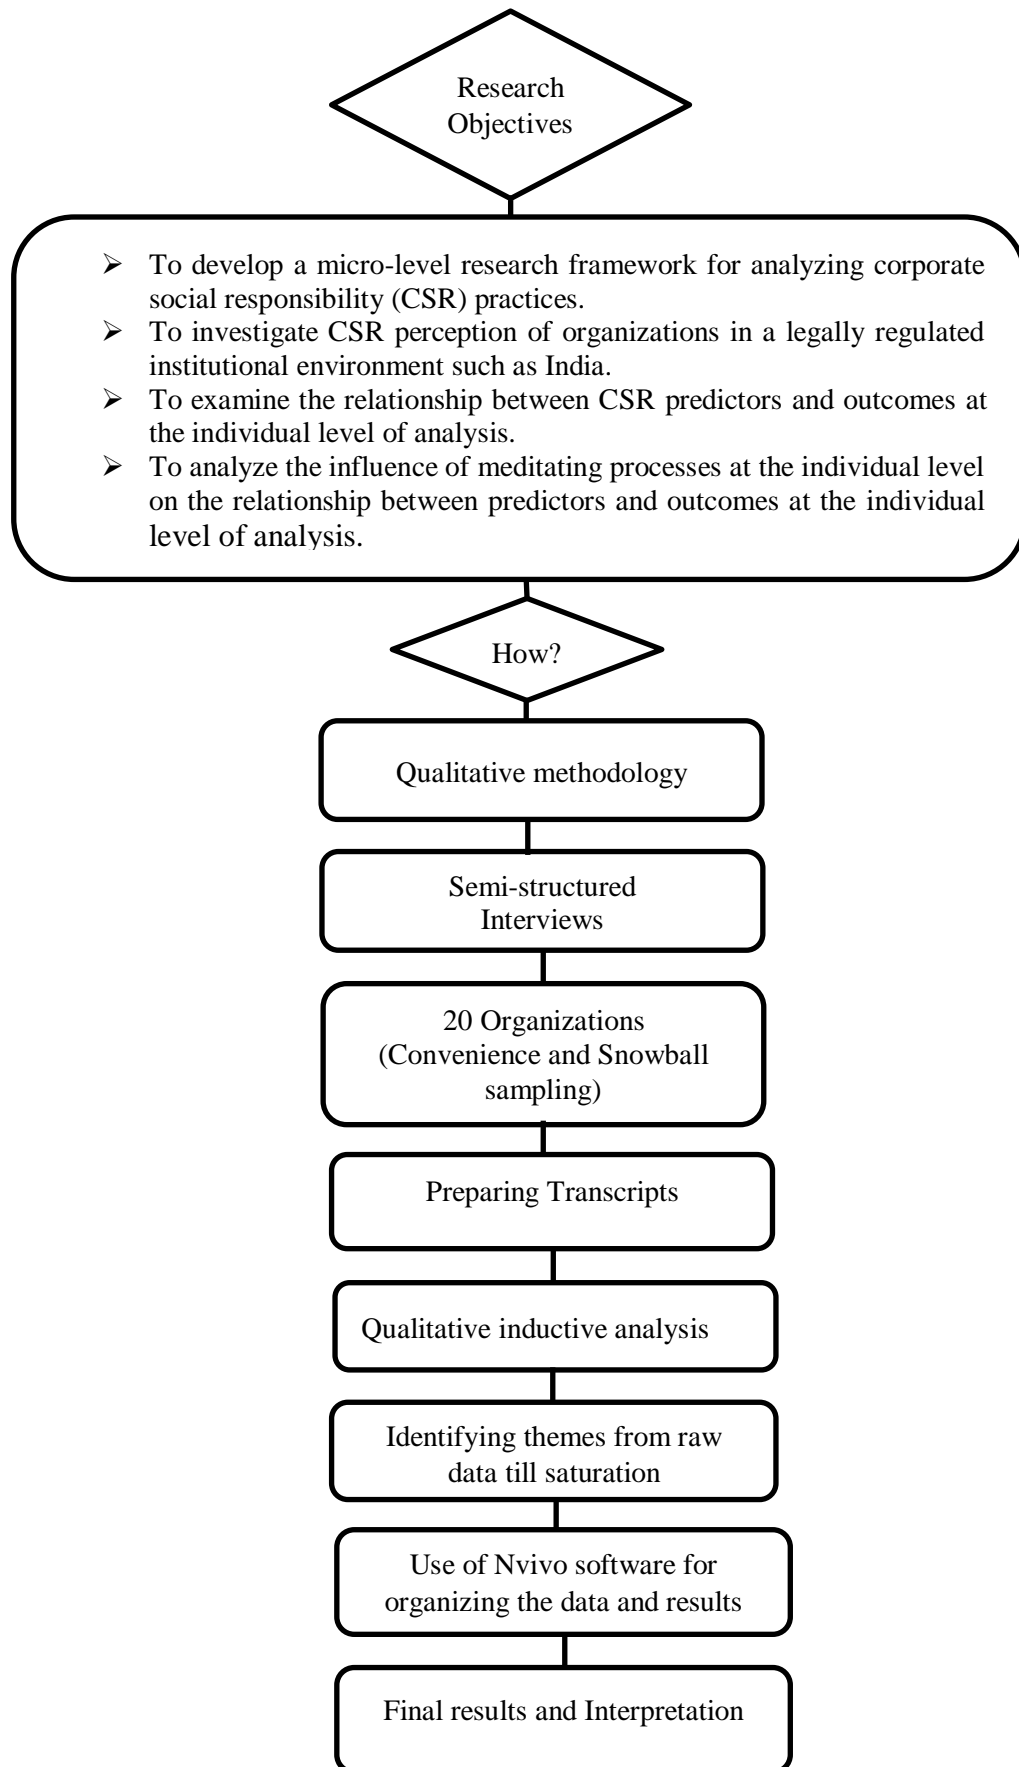 Research
Objectives
➢ To develop a micro-level research framework for analyzing corporate
social responsibility (CSR) practices.
➢ To investigate CSR perception of organizations in a legally regulated
institutional environment such as India.
➢ To examine the relationship between CSR predictors and outcomes at
the individual level of analysis.
➢ To analyze the influence of meditating processes at the individual level
on the relationship between predictors and outcomes at the individual
level of analysis.
How?
Qualitative methodology
Semi-structured
Interviews
20 Organizations
(Convenience and Snowball
sampling)
Preparing Transcripts
Qualitative inductive analysis
Identifying themes from raw
data till saturation
Use of Nvivo software for
organizing the data and results
Final results and Interpretation